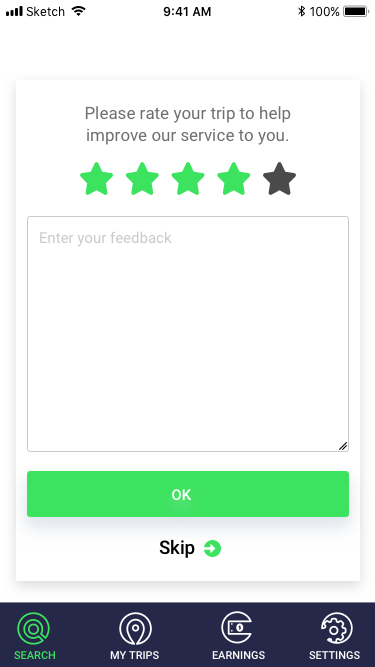 Sketch 9:41 AM 100%
Please rate your trip to help
improve our service to you.
Enter your feedback
OK
Skip
SEARCH MY TRIPS EARNINGS SETTINGS